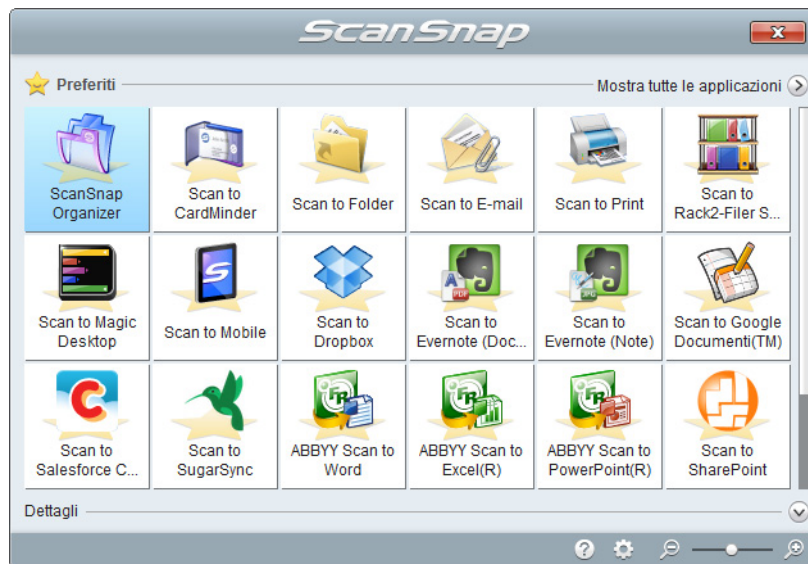 ScanSnap
Preferiti
Mostra tutte le applicazioni
ScanSnap
Organizer
Scan to
CardMinder
Scan to Folder
Scan to E-mail
Scan to Print
Scan to
Rack2-Filer S...
Scan to Magic
Desktop
Scan to Mobile
Scan to
Dropbox
Scan to
Evernote (Doc...
Scan to
Evernote (Note)
Scan to Google
Documenti(TM)
Scan to
Salesforce C...
Scan to
SugarSync
ABBYY Scan to
Word
ABBYY Scan to
Excel(R)
ABBYY Scan to
PowerPoint(R)
Scan to
SharePoint
Dettagli